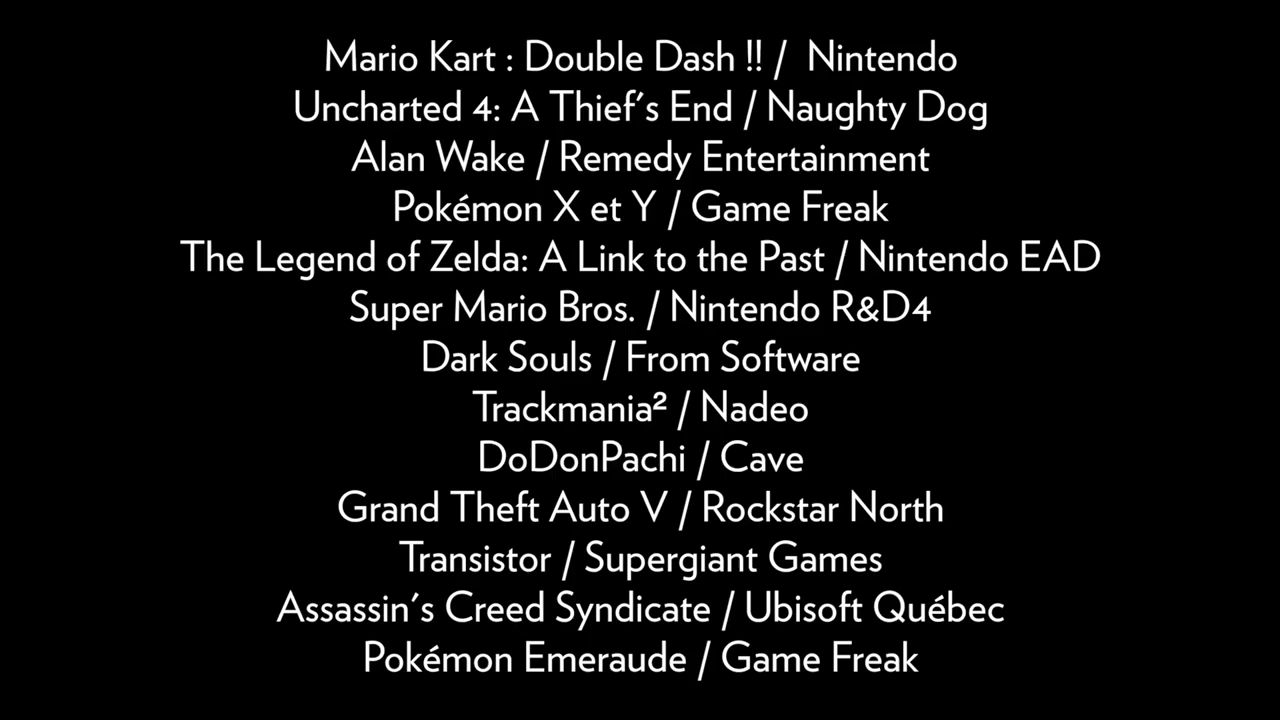 Mario Kart : Double Dash !! / Nintendo
Uncharted 4: A Thief's End / Naughty Dog
Alan Wake / Remedy Entertainment
Pokémon X et Y / Game Freak
The Legend of Zelda: A Link to the Past / Nintendo EAD
Super Mario Bros. / Nintendo R&D4
Dark Souls / From Software
Trackmania² / Nadeo
DoDonPachi / Cave
Grand Theft Auto V / Rockstar North
Transistor / Supergiant Games
Assassin's Creed Syndicate / Ubisoft Québec
Pokémon Emeraude / Game Freak